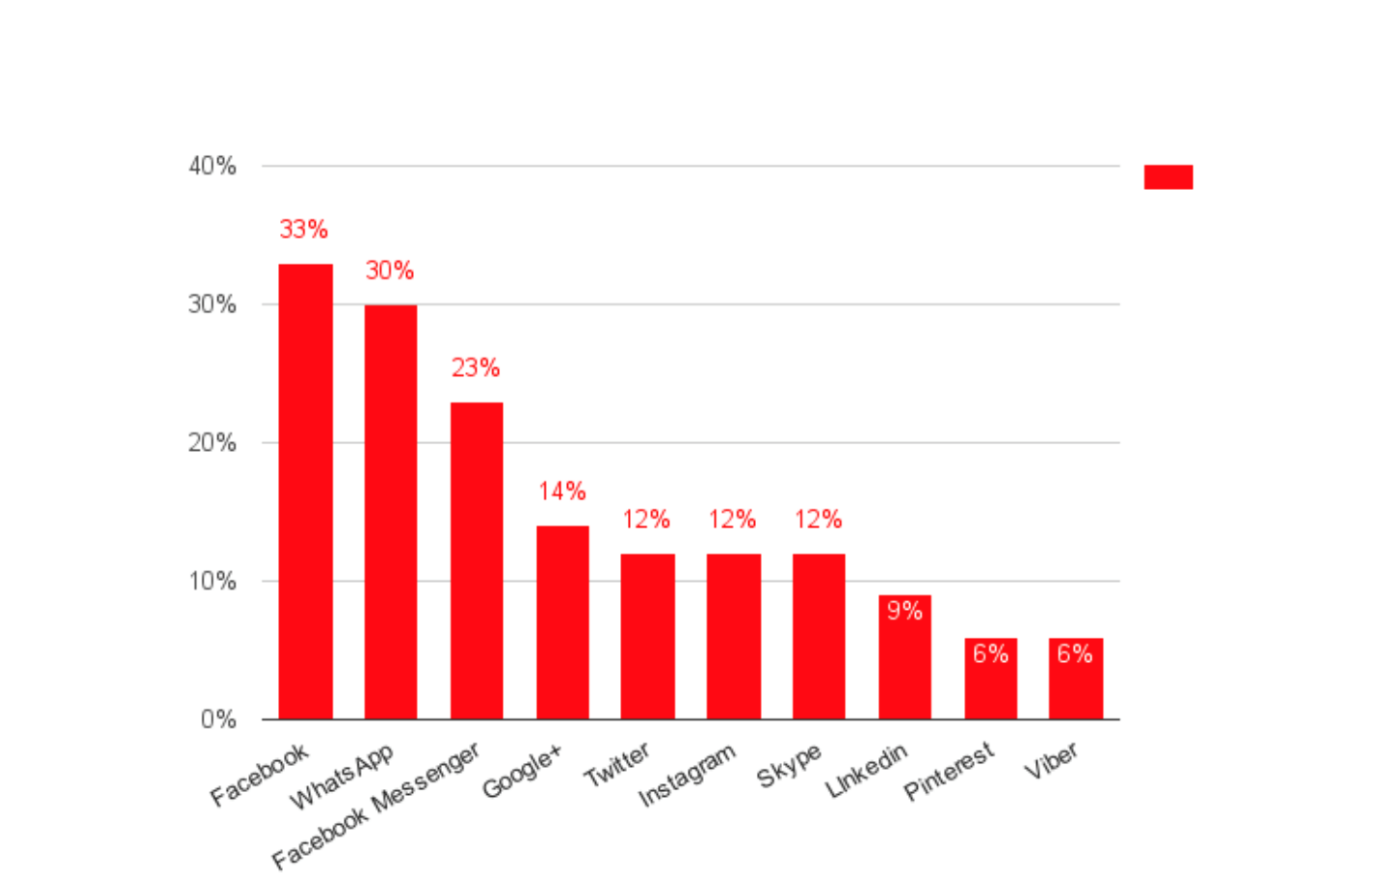 40%
33%
30%
30%
23%
20%
14%
12%
12%
12%
10%
9%
6%
6%
0%
Facebook
WhatsApp
Facebook Messenger
Google+
Twitter
Instagram
Skype
LInkedin
Pinterest
Viber